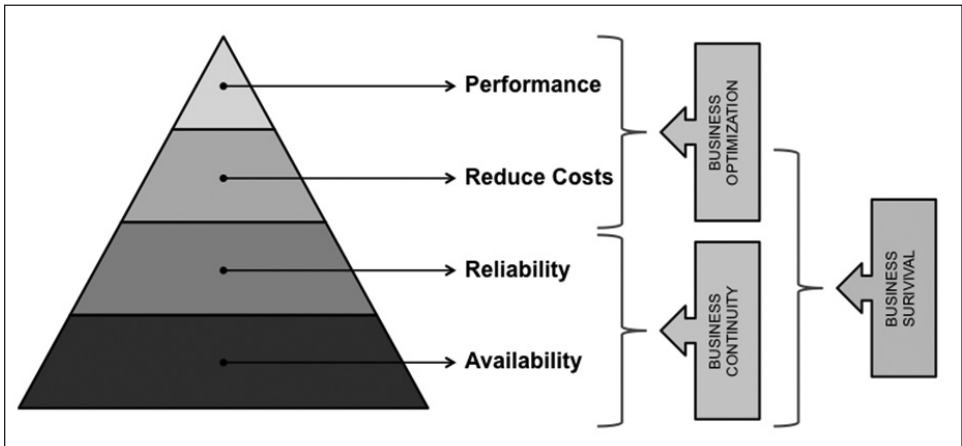 Performance
Reduce Costs
Reliability
Availability
BUSINESS
OPTIMIZATION
BUSINESS
CONTINUITY
BUSINESS
SURIVIVAL